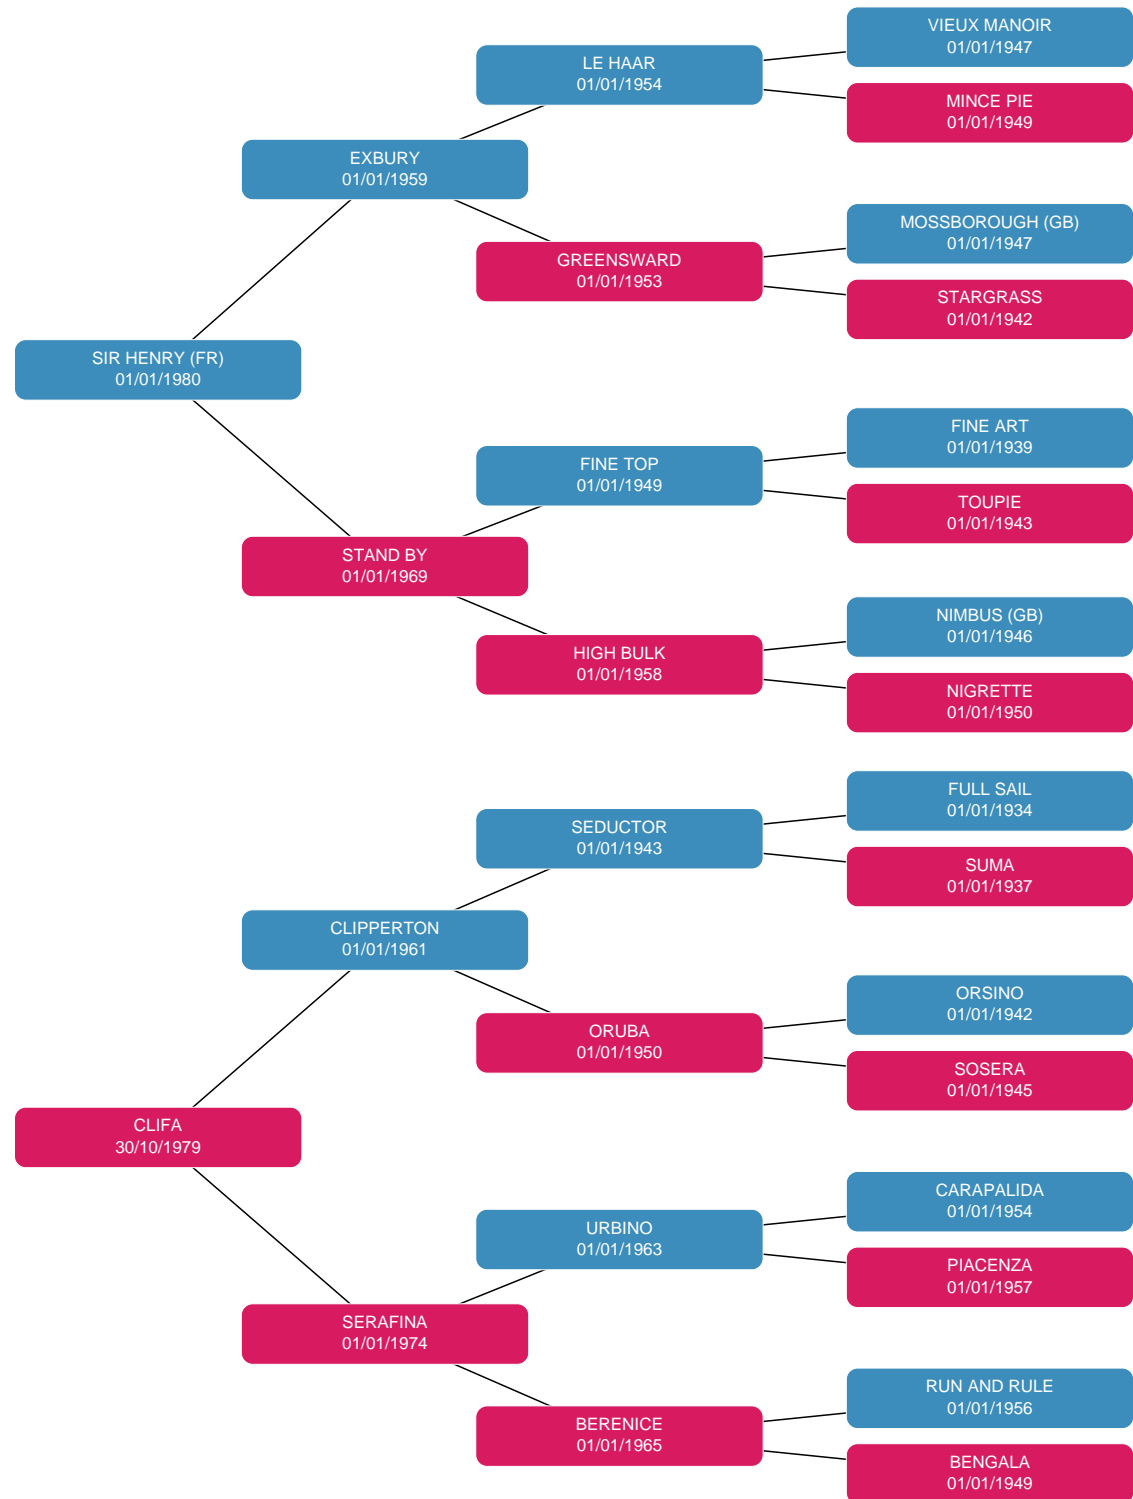 VIEUX MANOIR
01/01/1947
LE HAAR
01/01/1954
MINCE PIE
01/01/1949
EXBURY
01/01/1959
MOSSBOROUGH (GB)
01/01/1947
GREENSWARD
01/01/1953
STARGRASS
01/01/1942
SIR HENRY (FR)
01/01/1980
FINE ART
01/01/1939
FINE TOP
01/01/1949
TOUPIE
01/01/1943
STAND BY
01/01/1969
NIMBUS (GB)
01/01/1946
HIGH BULK
01/01/1958
NIGRETTE
01/01/1950
FULL SAIL
01/01/1934
SEDUCTOR
01/01/1943
SUMA
01/01/1937
CLIPPERTON
01/01/1961
ORSINO
01/01/1942
ORUBA
01/01/1950
SOSERA
01/01/1945
CLIFA
30/10/1979
CARAPALIDA
01/01/1954
URBINO
01/01/1963
PIACENZA
01/01/1957
SERAFINA
01/01/1974
RUN AND RULE
01/01/1956
BERENICE
01/01/1965
BENGALA
01/01/1949